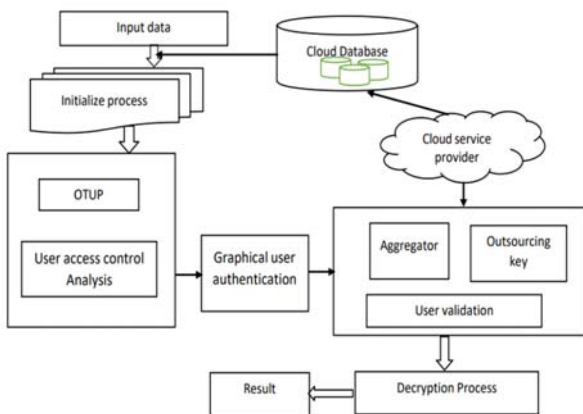 Input data
Cloud Database
Initialize process
Cloud service
provider
OTUP
User access control
Analysis
Graphical user
authentication
Aggregator
Outsourcing
key
User validation
Result
Decryption Process